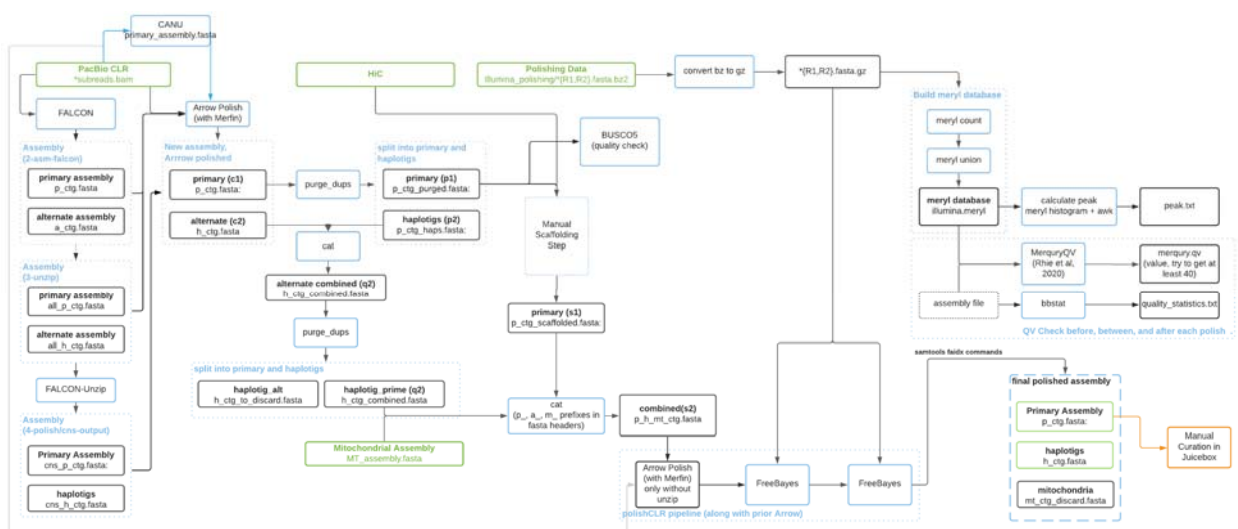 CANU
primary_assembly.fasta
PacBio CLR
*subreads.bam
HIC
Polishing Data
Illumina_polishing/*{R1,R2}.fasta.bz2
convert bz to gz
*{R1,R2}.fasta.gz
FALCON
Arrow Polish
(with Merfin)
BUSCO5
(quality check)
Build meryl database
meryl count
meryl union
meryl database
illumina.meryl
calculate peak
meryl histogram + awk
peak.txt
Assembly
(2-asm-falcon)
primary assembly
p_ctg.fasta
alternate assembly
a_ctg.fasta
New assembly,
Arrrow polished
primary (c1)
p_ctg.fasta:
alternate (c2)
h_ctg.fasta
purge_dups
split into primary and
haplotigs
primary (p1)
p_ctg_purged.fasta:
haplotigs (p2)
p_ctg_haps.fasta:
Manual
Scaffolding
Step
MerquryQV
(Rhie et al,
2020)
merqury.qv
(value, try to get at
least 40)
assembly file
bbstat
quality_statistics.txt
QV Check before, between, and after each polish .
Assembly
(3-unzip)
primary assembly
all_p_ctg.fasta
alternate assembly
all_h_ctg.fasta
cat
alternate combined (q2)
h_ctg_combined.fasta
purge_dups
primary (s1)
p_ctg_scaffolded.fasta:
split into primary and haplotigs
haplotig_alt
h_ctg_to_discard.fasta
haplotig_prime (q2)
h_ctg_combined.fasta
FALCON-Unzip
Assembly
(4-polish/cns-output)
Primary Assembly
cns_p_ctg.fasta:
haplotigs
cns_h_ctg.fasta
Mitochondrial Assembly
MT_assembly.fasta
cat
(p_, a_, m_ prefixes in
fasta headers)
combined(s2)
p_h_mt_ctg.fasta
Arrow Polish
(with Merfin)
only without
unzip
FreeBayes
FreeBayes
polishCLR pipeline (along with prior Arrow)
samtools faidx commands
final polished assembly
Primary Assembly
p_ctg.fasta:
haplotigs
h_ctg.fasta
mitochondria
mt_ctg_discard.fasta
Manual
Curation in
Juicebox